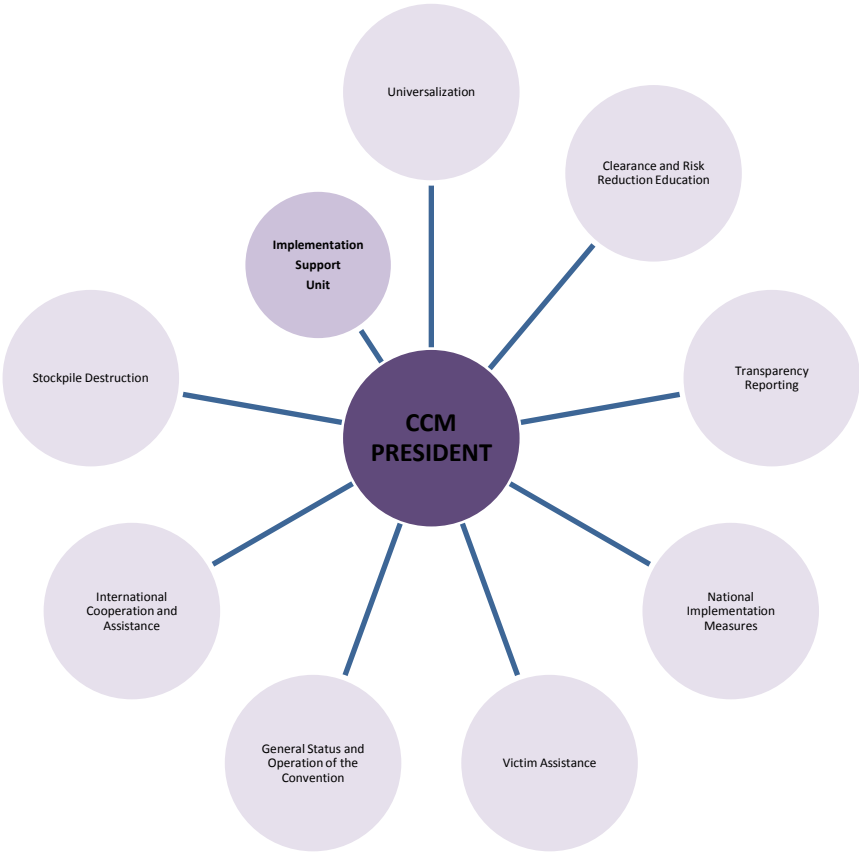 Universalization
Clearance and Risk
Reduction Education
Implementation
Support
Unit
Stockpile Destruction
Transparency
Reporting
CCM
PRESIDENT
International
Cooperation and
Assistance
National
Implementation
Measures
General Status and
Operation of the
Convention
Victim Assistance